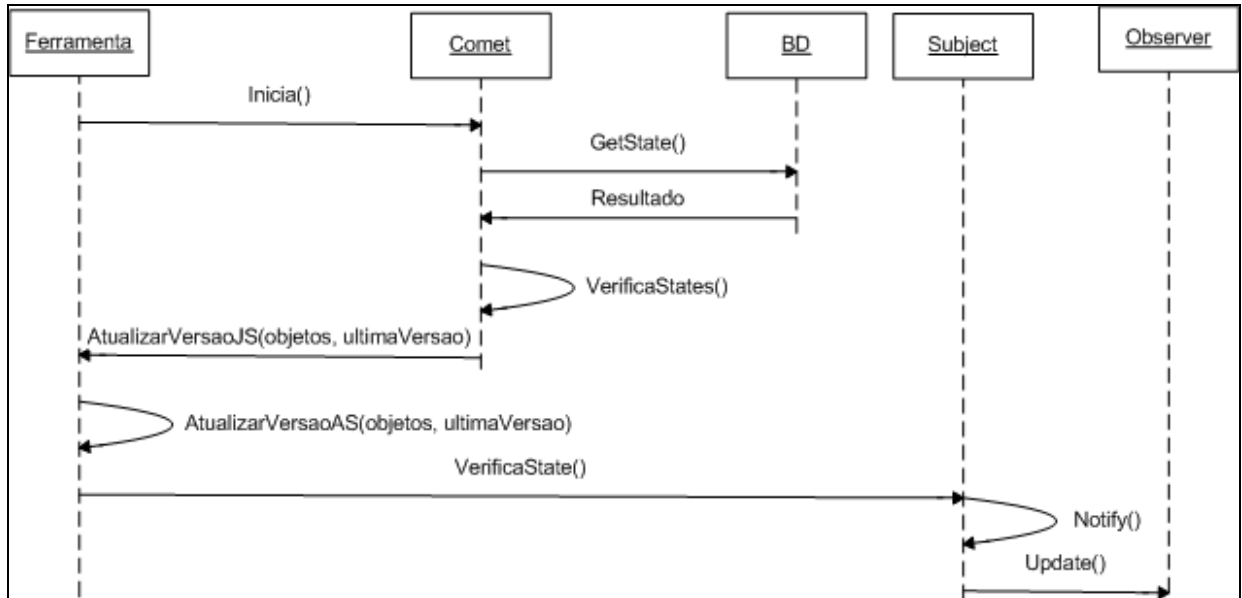 Ferramenta
Comet
BD
Subject
Observer
Inicia()
GetState()
Resultado
VerificaStates()
AtualizarVersaoJS(objetos, ultimaVersao)
AtualizarVersaoAS(objetos, ultimaVersao)
VerificaState()
Notify()
Update()